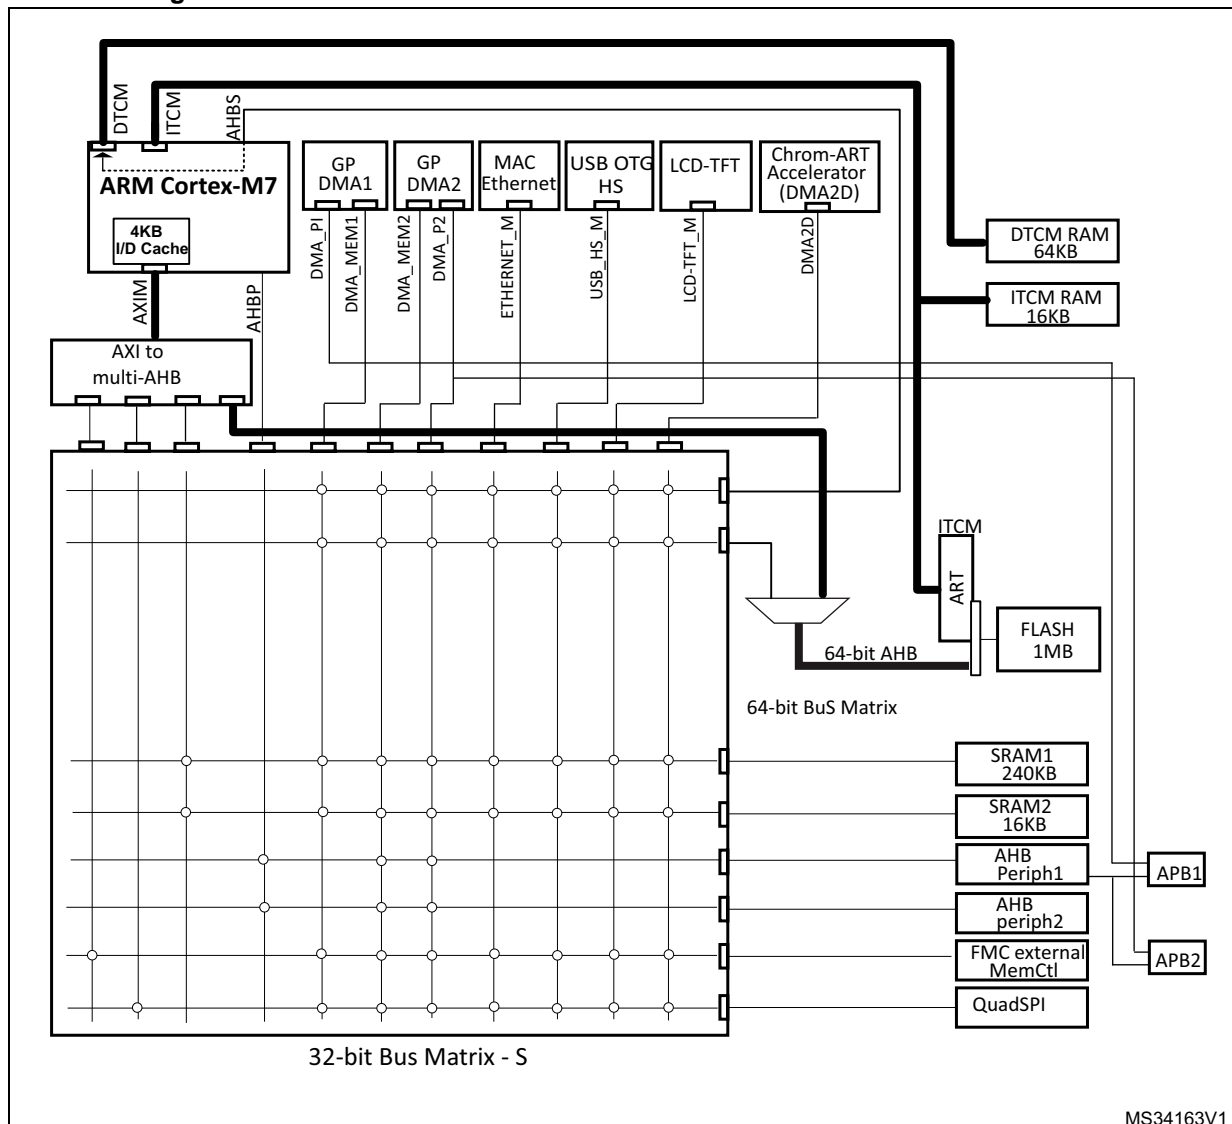 DTCM
ITCM
AHBS
ARM Cortex-M7
4KB
I/D Cache
AXIM
AHBP
GP
DMA1
GP
DMA2
MAC
Ethernet
USB OTG
HS
LCD-TFT
Chrom-ART
Accelerator
(DMA2D)
DMA_PI
DMA_MEM1
DMA_MEM2
DMA_P2
ETHERNET_M
USB_HS_M
LCD-TFT_M
DMA2D
DTCM RAM
64KB
ITCM RAM
16KB
AXI to
multi-AHB
ITCM
ART
FLASH
1MB
64-bit AHB
64-bit BuS Matrix
SRAM1
240KB
SRAM2
16KB
AHB
Periph1
APB1
AHB
periph2
FMC external
MemCtl
APB2
QuadSPI
32-bit Bus Matrix - S
MS34163V1